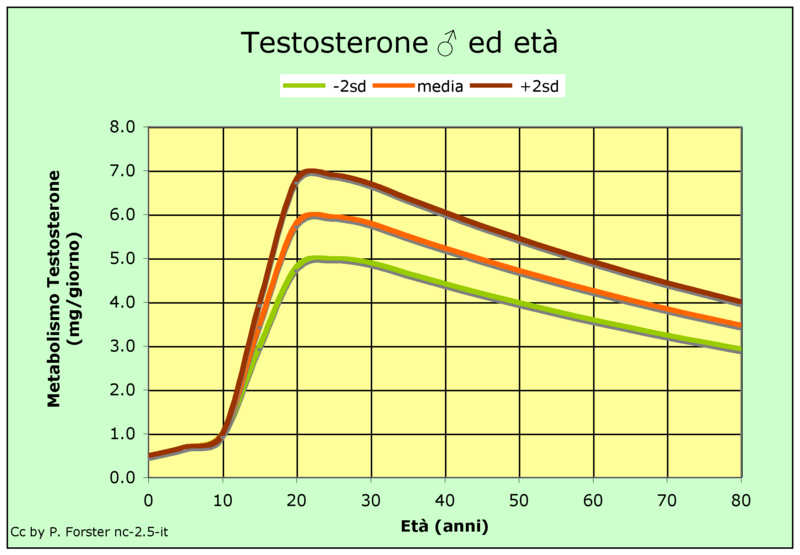 Testosterone ♂ ed età
-2sd media +2sd
Metabolismo Testosterone
(mg/giorno)
8.0
7.0
6.0
5.0
4.0
3.0
2.0
1.0
0.0
0 10 20 30 40 50 60 70 80
Età (anni)
Cc by P. Forster nc-2.5-it